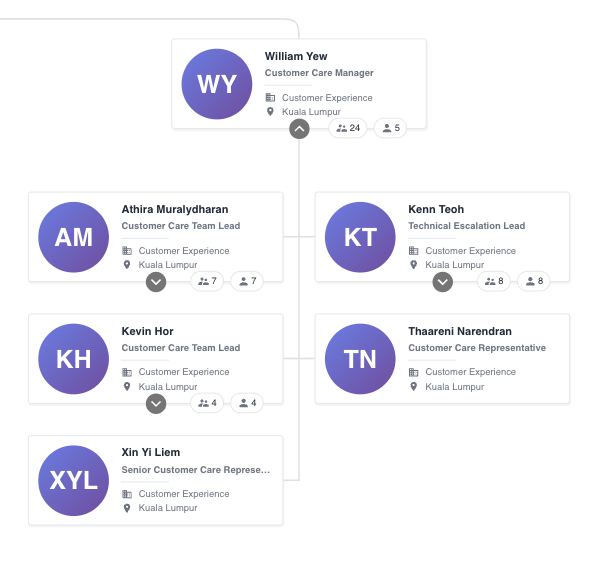 WY
William Yew
Customer Care Manager
Customer Experience
Kuala Lumpur
24
5
AM
Athira Muralydharan
Customer Care Team Lead
Customer Experience
Kuala Lumpur
7
7
KT
Kenn Teoh
Technical Escalation Lead
Customer Experience
Kuala Lumpur
8
8
KH
Kevin Hor
Customer Care Team Lead
Customer Experience
Kuala Lumpur
4
4
TN
Thaareni Narendran
Customer Care Representative
Customer Experience
Kuala Lumpur
XYL
Xin Yi Liem
Senior Customer Care Represe...
Customer Experience
Kuala Lumpur